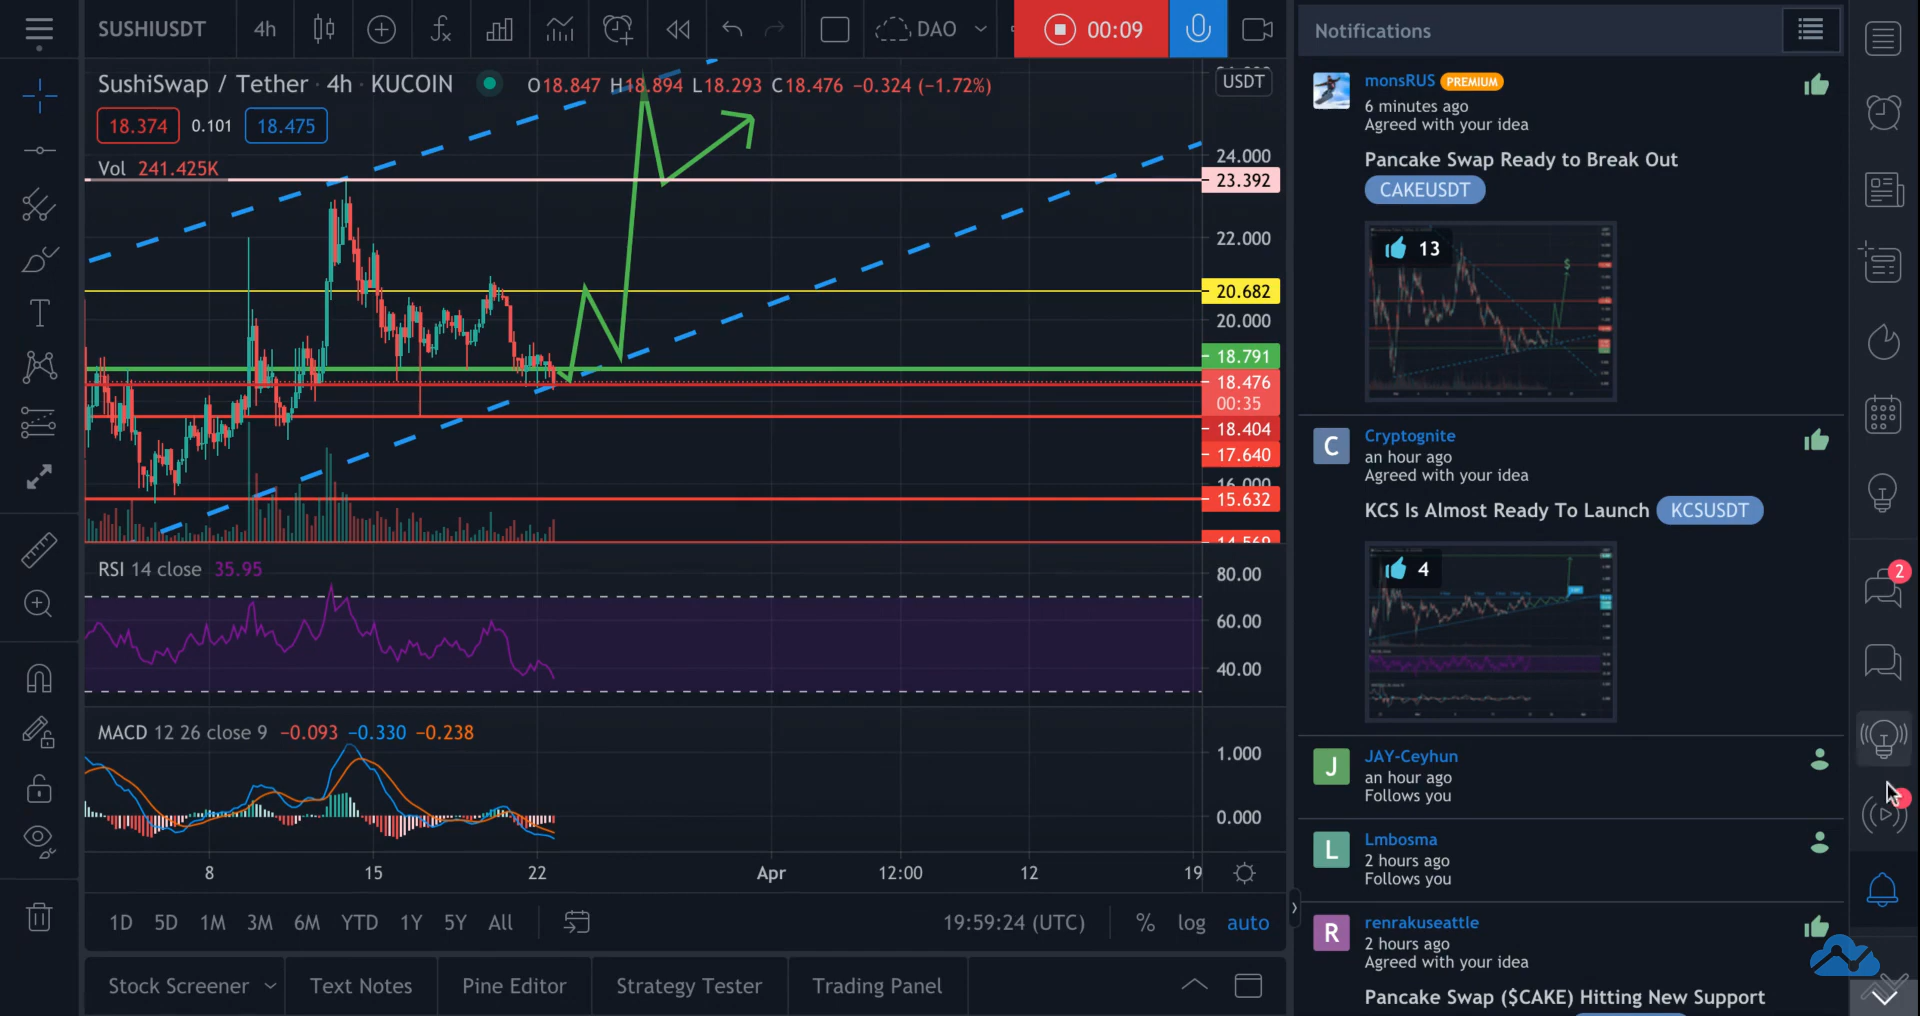 SUSHIUSDT
4h
DAO
00:09
SushiSwap / Tether · 4h · KUCOIN
O18.847 H18.894 L18.293 C18.476 −0.324 (−1.72%)
18.374 0.101 18.475
Vol 241.425K
USDT
24.000
23.392
22.000
20.682
20.000
18.791
18.476
00:35
18.404
17.640
16.000
15.632
14.569
RSI 14 close 35.95
80.00
60.00
40.00
MACD 12 26 close 9 −0.093 −0.330 −0.238
1.000
0.000
8 15 22 Apr 12:00 12 19
1D 5D 1M 3M 6M YTD 1Y 5Y All
19:59:24 (UTC) % log auto
Stock Screener Text Notes Pine Editor Strategy Tester Trading Panel
Notifications
monsRUS PREMIUM
6 minutes ago
Agreed with your idea
Pancake Swap Ready to Break Out
CAKEUSDT
13
$
C
Cryptognite
an hour ago
Agreed with your idea
KCS Is Almost Ready To Launch KCSUSDT
4
J
JAY-Ceyhun
an hour ago
Follows you
L
Lmbosma
2 hours ago
Follows you
R
renrakuseattle
2 hours ago
Agreed with your idea
Pancake Swap ($CAKE) Hitting New Support
2